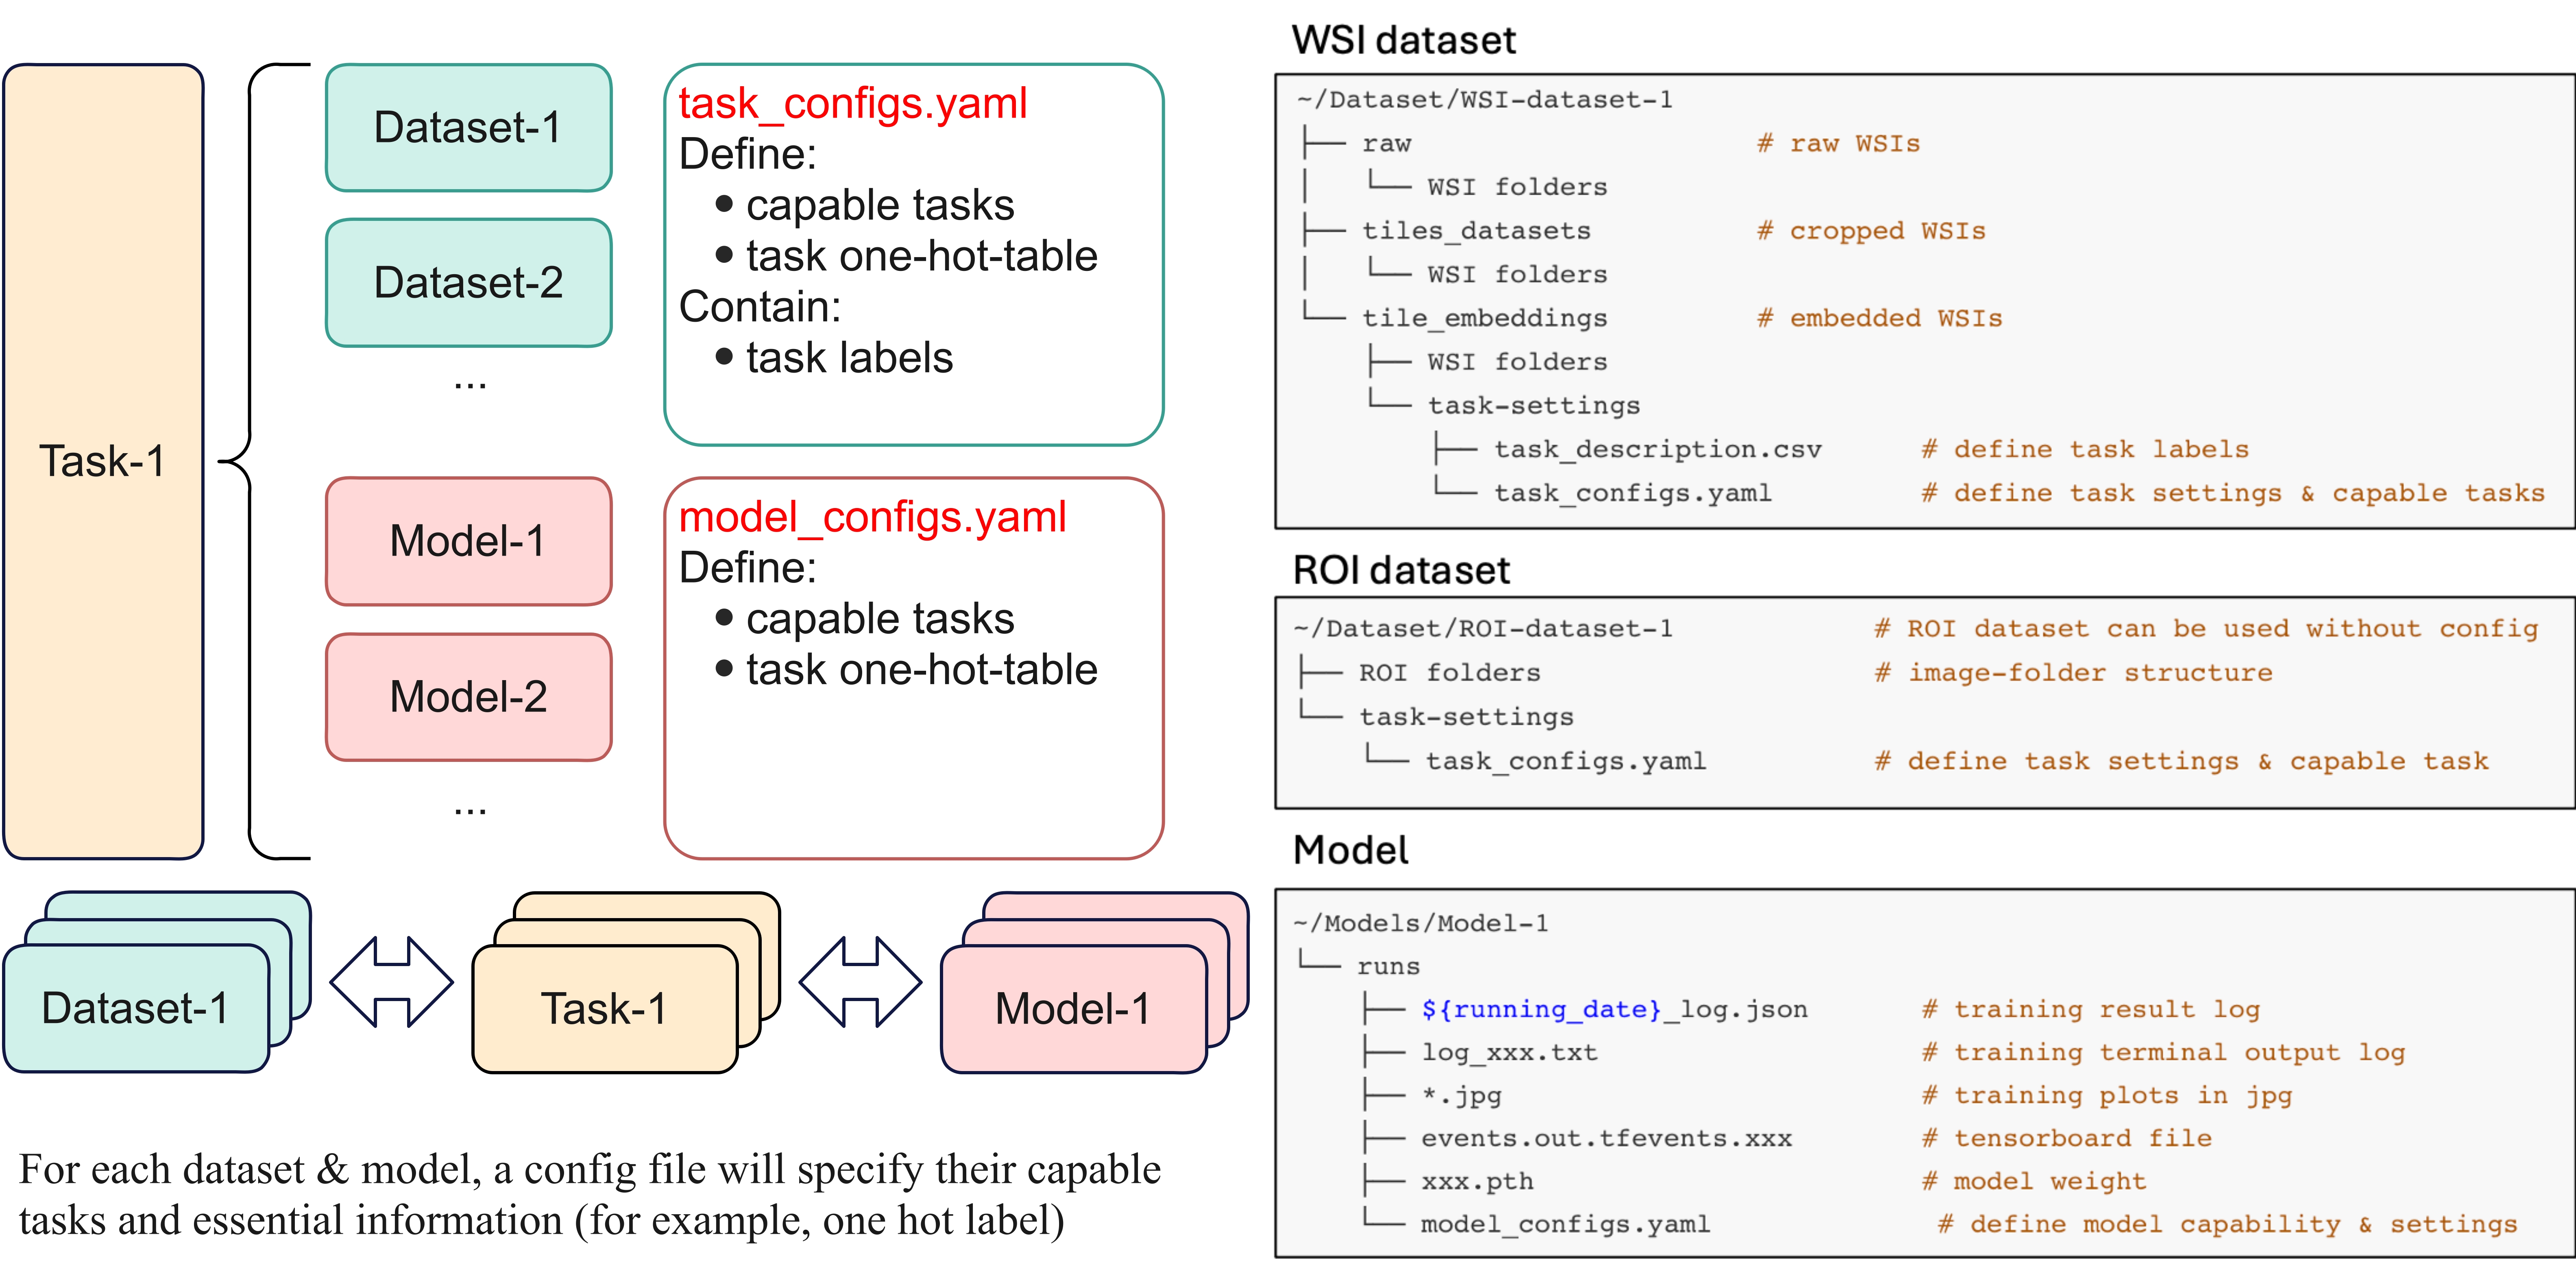 Task-1
Dataset-1
Dataset-2
...
Model-1
Model-2
...
task_configs.yaml
Define:
• capable tasks
• task one-hot-table
Contain:
• task labels
model_configs.yaml
Define:
• capable tasks
• task one-hot-table
Dataset-1
Task-1
Model-1
For each dataset & model, a config file will specify their capable
tasks and essential information (for example, one hot label)
WSI dataset
~/Dataset/WSI-dataset-1
├── raw # raw WSIs
│   └── WSI folders
├── tiles_datasets # cropped WSIs
│   └── WSI folders
└── tile_embeddings # embedded WSIs
    ├── WSI folders
    └── task-settings
        ├── task_description.csv # define task labels
        └── task_configs.yaml # define task settings & capable tasks
ROI dataset
~/Dataset/ROI-dataset-1 # ROI dataset can be used without config
├── ROI folders # image-folder structure
└── task-settings
    └── task_configs.yaml # define task settings & capable task
Model
~/Models/Model-1
└── runs
    ├── ${running_date}_log.json # training result log
    ├── log_xxx.txt # training terminal output log
    ├── *.jpg # training plots in jpg
    ├── events.out.tfevents.xxx # tensorboard file
    ├── xxx.pth # model weight
    └── model_configs.yaml # define model capability & settings